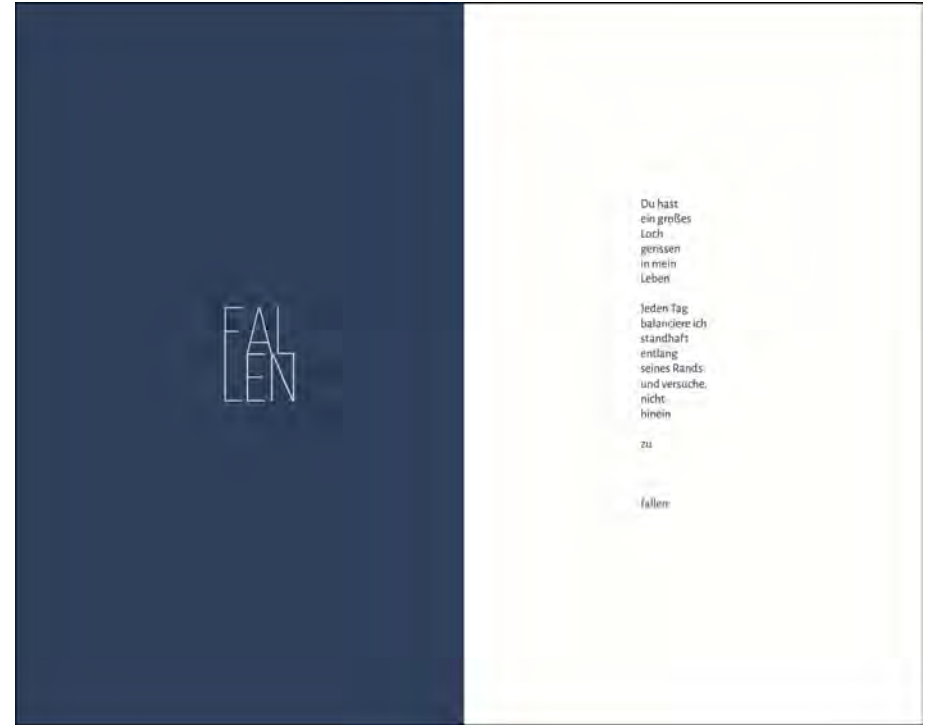 FAL
LEN
Du hast
ein großes
Loch
gerissen
in mein
Leben
Jeden Tag
balanciere ich
standhaft
entlang
seines Rands
und versuche,
nicht
hinein
zu
fallen